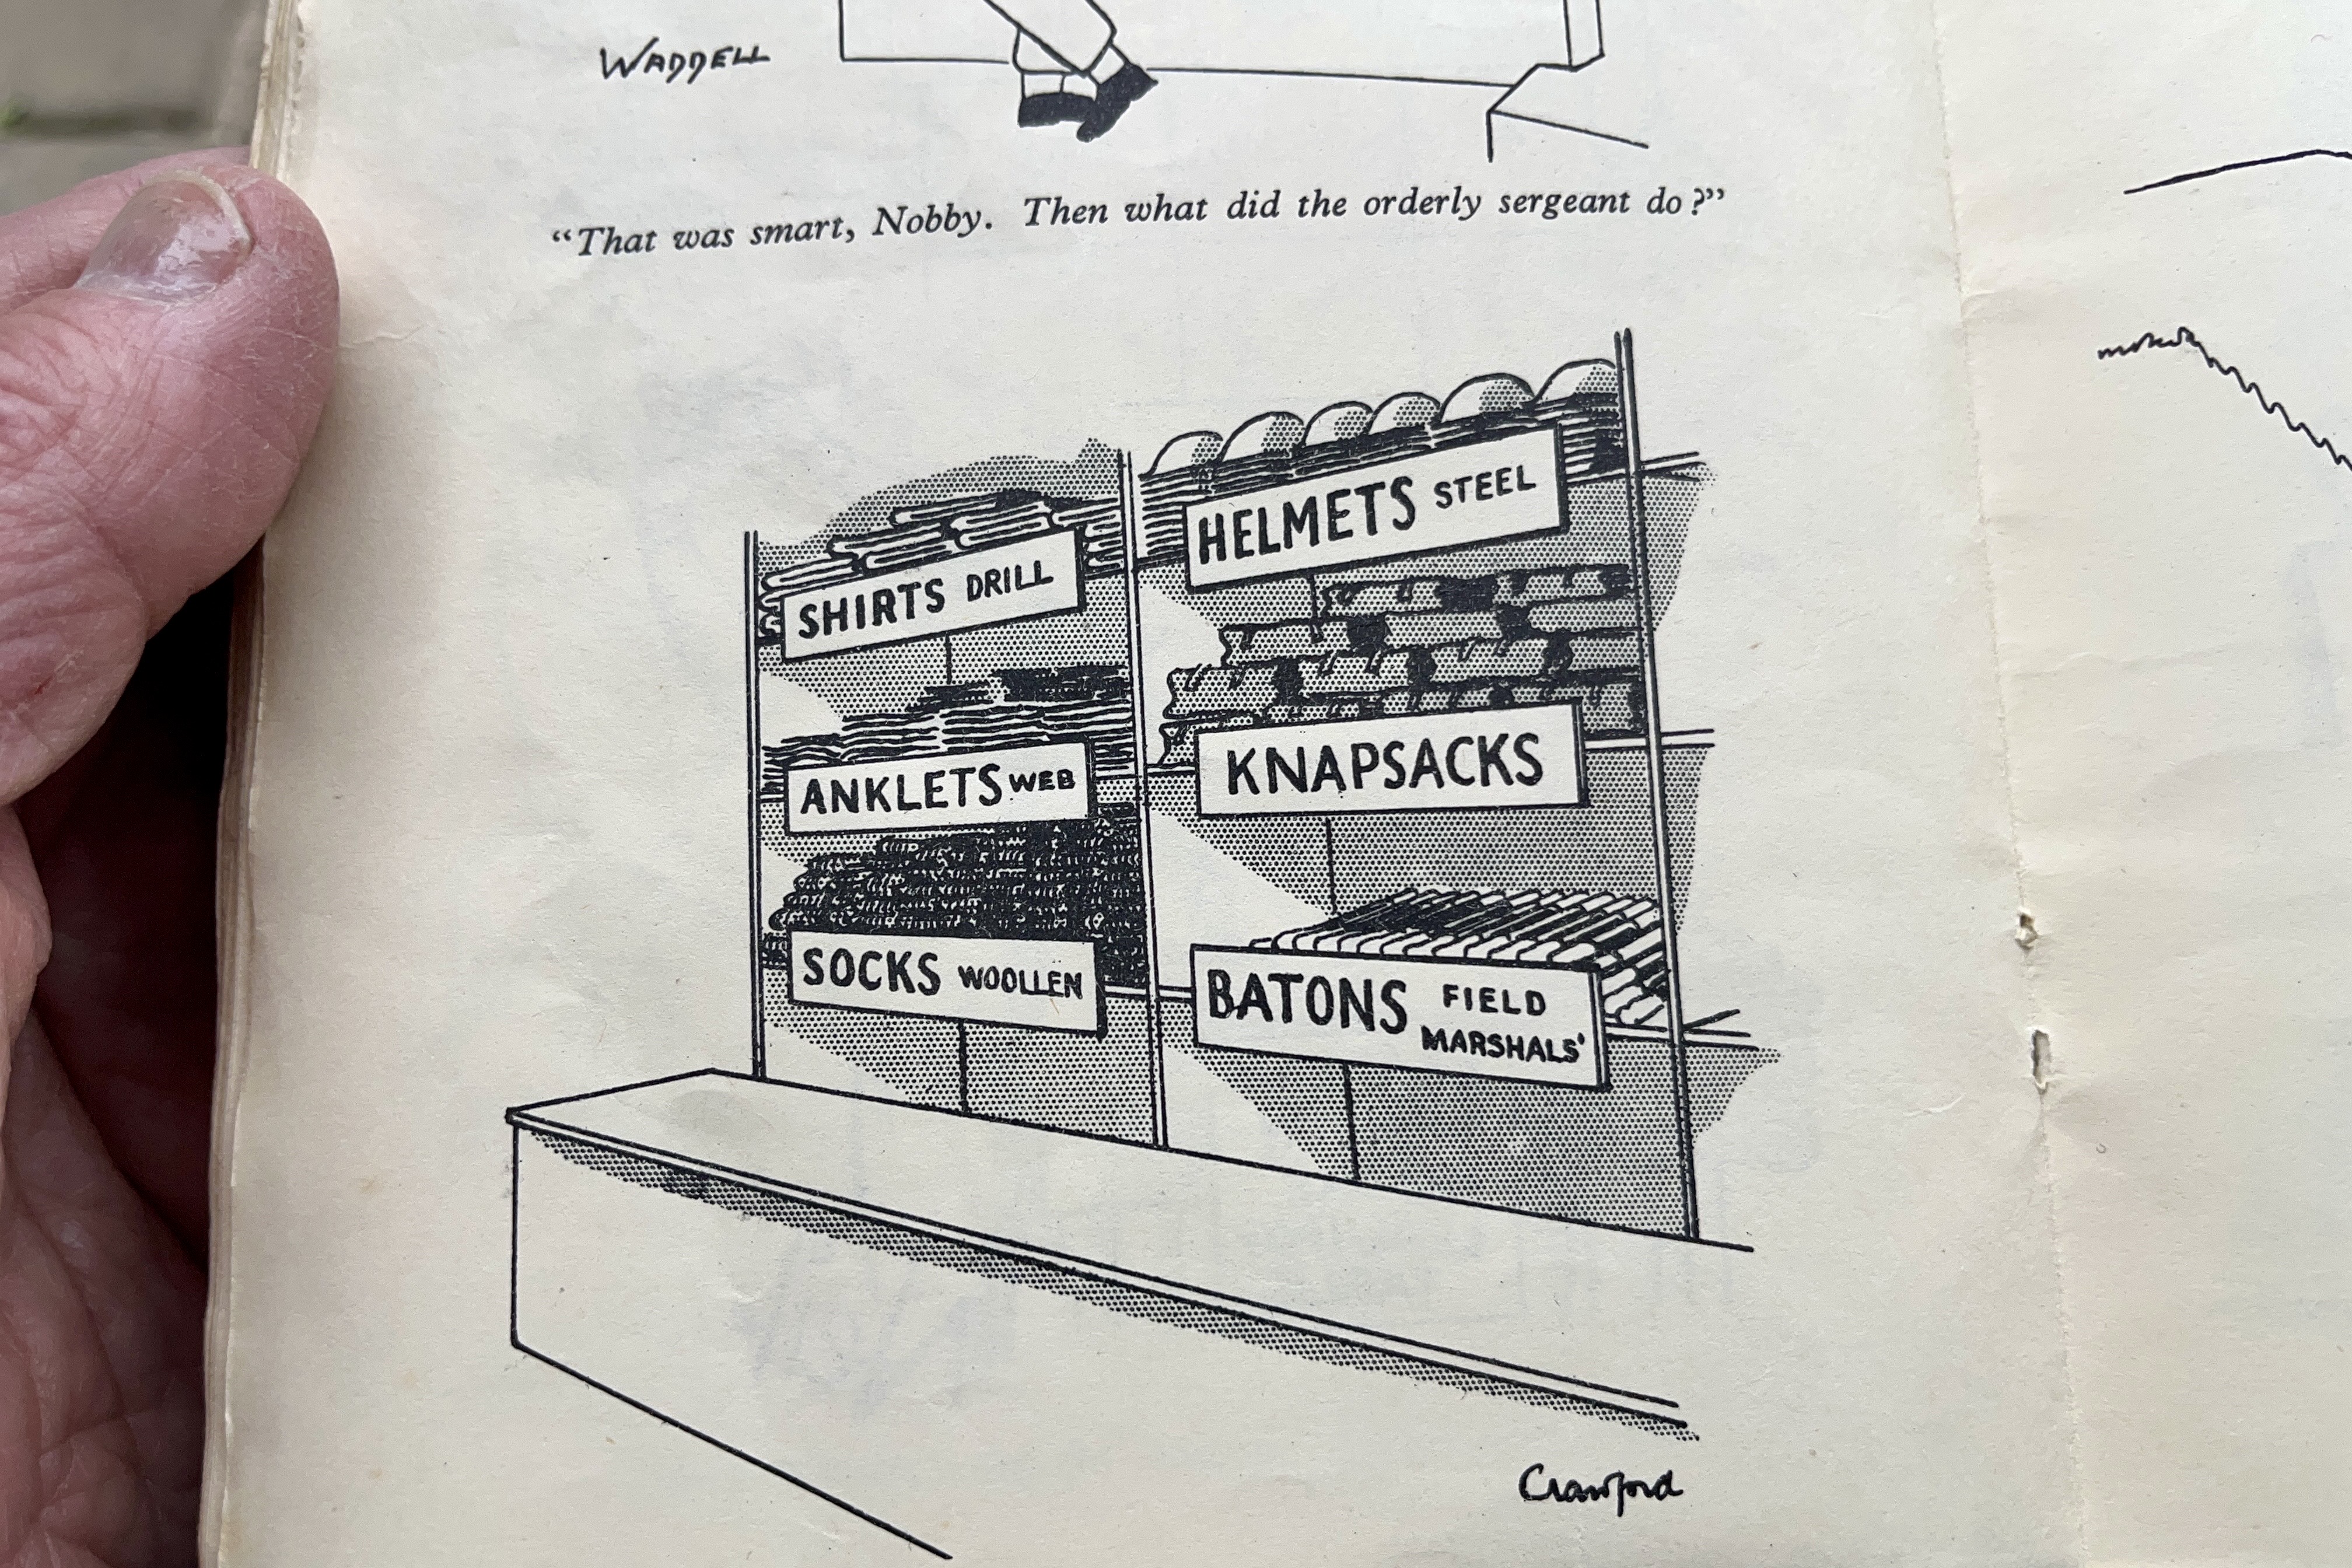 WADDELL
“That was smart, Nobby. Then what did the orderly sergeant do?”
HELMETS STEEL
SHIRTS DRILL
KNAPSACKS
ANKLETS WEB
SOCKS WOOLLEN
BATONS FIELD
MARSHALS'
Crawford